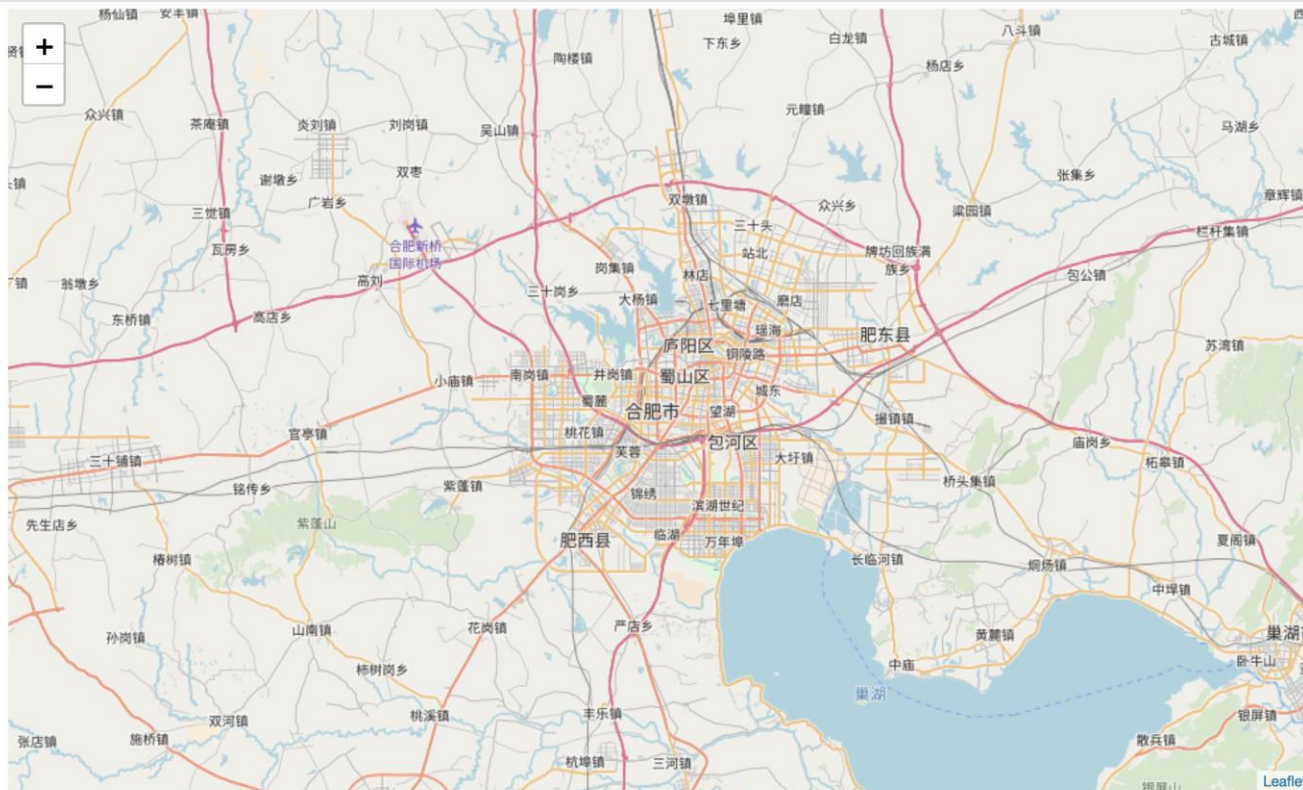 杨仙镇
安丰镇
埠里镇
八斗镇
下东乡
白龙镇
古城镇
+
−
陶楼镇
杨店乡
众兴镇
茶庵镇
炎刘镇
刘岗镇
吴山镇
元疃镇
马湖乡
双枣
谢墩乡
张集乡
广岩乡
双墩镇
众兴乡
梁园镇
章辉镇
三觉镇
三十头
栏杆集镇
瓦房乡
合肥新桥
国际机场
站北
牌坊回族满
族乡
岗集镇
林店
包公镇
翁墩乡
高刘
三十岗乡
大杨镇
七里塘
磨店
东桥镇
高店乡
瑶海
肥东县
庐阳区
铜陵路
苏湾镇
小庙镇
南岗镇
井岗镇
蜀山区
城东
蜀麓
合肥市
望湖
撮镇镇
官亭镇
桃花镇
包河区
庙岗乡
三十铺镇
芙蓉
大圩镇
柘皋镇
铭传乡
紫蓬镇
锦绣
桥头集镇
滨湖世纪
先生店乡
紫蓬山
肥西县
临湖
万年埠
夏阁镇
椿树镇
长临河镇
烔炀镇
中垾镇
孙岗镇
山南镇
花岗镇
严店乡
黄麓镇
巢湖
柿树岗乡
中庙
卧牛山
巢湖
双河镇
桃溪镇
丰乐镇
银屏镇
张店镇
施桥镇
散兵镇
杭埠镇
三河镇
银屏山
Leafle